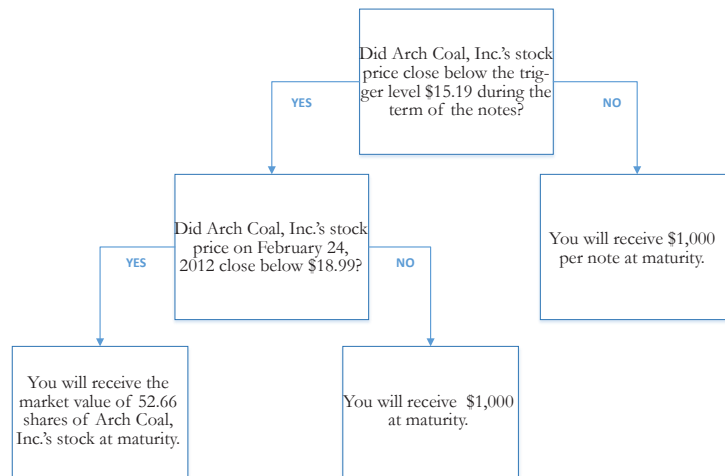 Did Arch Coal, Inc.'s stock
price close below the trig-
ger level $15.19 during the
term of the notes?
YES
NO
Did Arch Coal, Inc.'s stock
price on February 24,
2012 close below $18.99?
You will receive $1,000
per note at maturity.
YES
NO
You will receive the
market value of 52.66
shares of Arch Coal,
Inc.'s stock at maturity.
You will receive $1,000
at maturity.